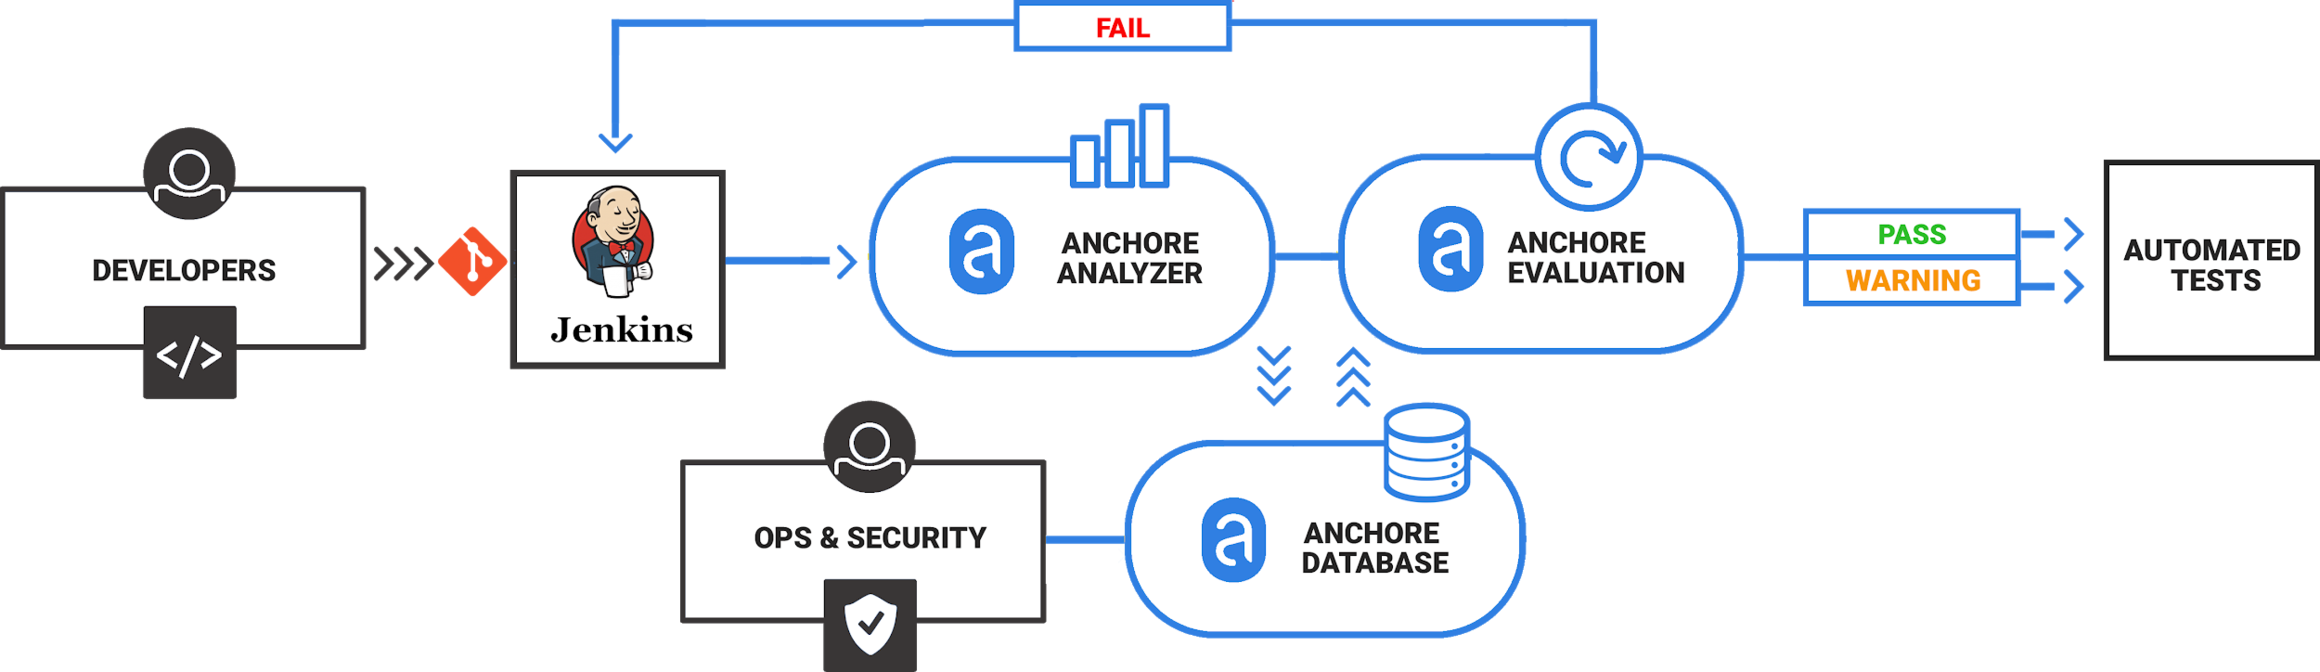 FAIL
DEVELOPERS
</>
Jenkins
a
ANCHORE
ANALYZER
a
ANCHORE
EVALUATION
PASS
WARNING
AUTOMATED
TESTS
OPS & SECURITY
a
ANCHORE
DATABASE